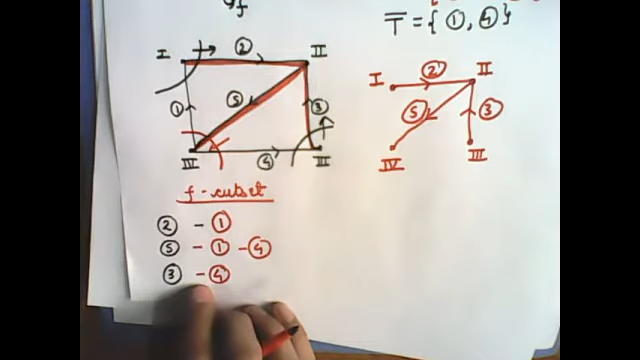 T = { 1, 4 }
I 2 II
1 5 3
IV 4 III
I 2 II
5 3
IV III
f - cutset
2 - 1
5 - 1 - 4
3 - 4